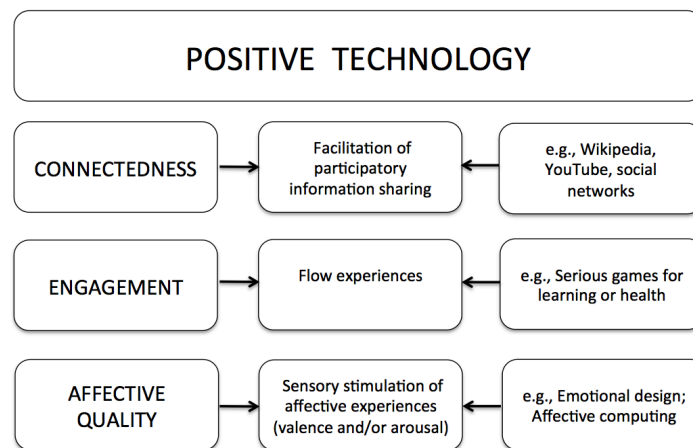 POSITIVE TECHNOLOGY
CONNECTEDNESS
Facilitation of
participatory
information sharing
e.g., Wikipedia,
YouTube, social
networks
ENGAGEMENT
Flow experiences
e.g., Serious games for
learning or health
AFFECTIVE
QUALITY
Sensory stimulation of
affective experiences
(valence and/or arousal)
e.g., Emotional design;
Affective computing